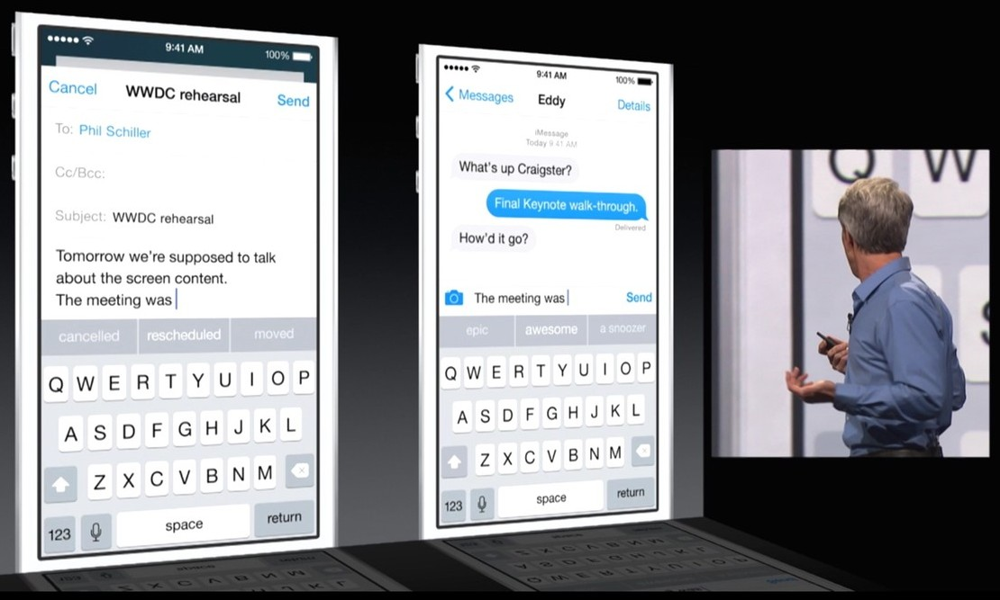 9:41 AM
100%
Cancel
WWDC rehearsal
Send
To: Phil Schiller
Cc/Bcc:
Subject: WWDC rehearsal
Tomorrow we're supposed to talk
about the screen content.
The meeting was
cancelled rescheduled moved
Q W E R T Y U I O P
A S D F G H J K L
Z X C V B N M
123 space return
9:41 AM
100%
Messages
Eddy
Details
iMessage
Today 9:41 AM
What's up Craigster?
Final Keynote walk-through.
Delivered
How'd it go?
The meeting was
Send
epic awesome a snoozer
Q W E R T Y U I O P
A S D F G H J K L
Z X C V B N M
123 space return
Q W